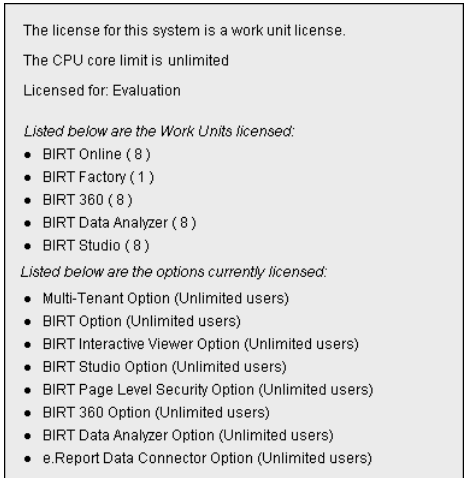 The license for this system is a work unit license.
The CPU core limit is unlimited
Licensed for: Evaluation
Listed below are the Work Units licensed:
• BIRT Online ( 8 )
• BIRT Factory ( 1 )
• BIRT 360 ( 8 )
• BIRT Data Analyzer ( 8 )
• BIRT Studio ( 8 )
Listed below are the options currently licensed:
• Multi-Tenant Option (Unlimited users)
• BIRT Option (Unlimited users)
• BIRT Interactive Viewer Option (Unlimited users)
• BIRT Studio Option (Unlimited users)
• BIRT Page Level Security Option (Unlimited users)
• BIRT 360 Option (Unlimited users)
• BIRT Data Analyzer Option (Unlimited users)
• e.Report Data Connector Option (Unlimited users)